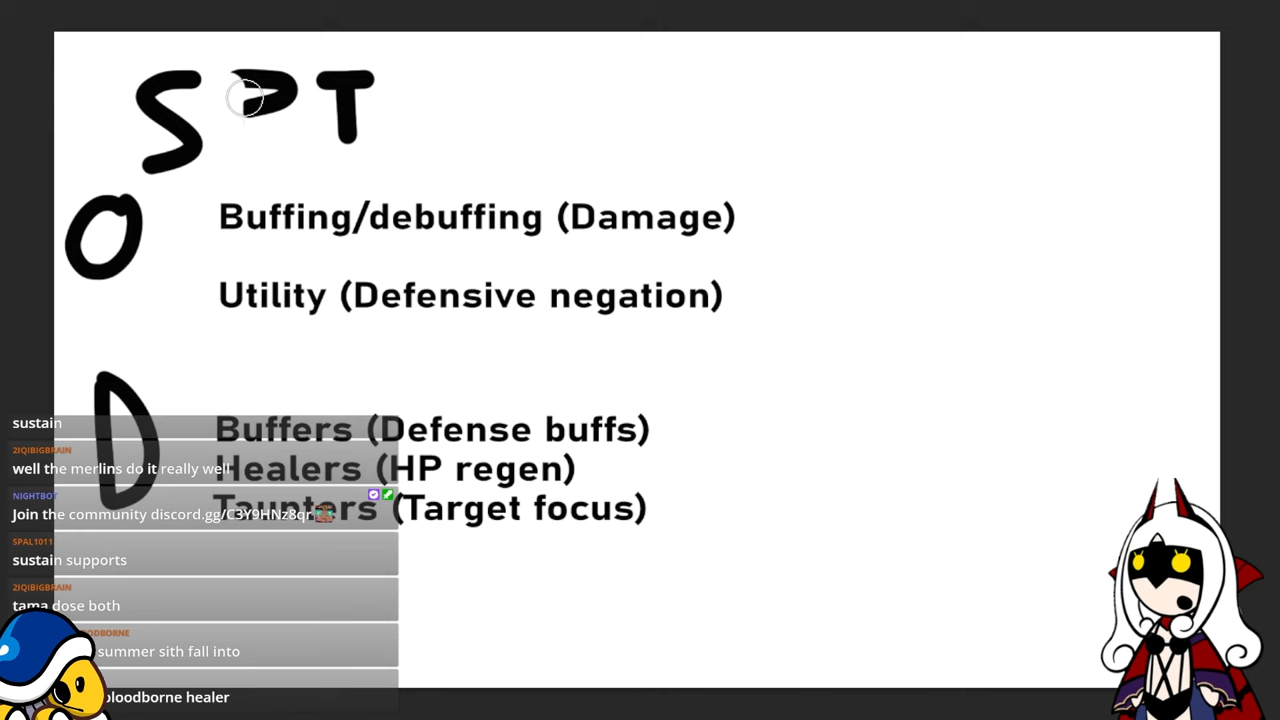 S P T
O
Buffing/debuffing (Damage)
Utility (Defensive negation)
D
Buffers (Defense buffs)
Healers (HP regen)
Taunters (Target focus)
sustain
2IQIBIGBRAIN
well the merlins do it really well
NIGHTBOT
Join the community discord.gg/C3Y9HNz8qr
SPAL1011
sustain supports
2IQIBIGBRAIN
tama dose both
summer sith fall into
bloodborne healer